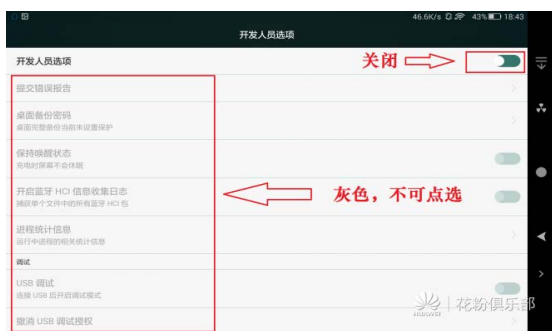 46.6K/s 43% 18:43
开发人员选项
开发人员选项
关闭
提交错误报告
桌面备份密码
桌面完整备份当前未设置保护
保持唤醒状态
充电时屏幕不会休眠
开启蓝牙 HCI 信息收集日志
捕获单个文件中的所有蓝牙 HCI 包
灰色，不可点选
进程统计信息
运行中进程的相关统计信息
调试
USB 调试
连接 USB 后开启调试模式
撤消 USB 调试授权
HUAWEI
花粉俱乐部